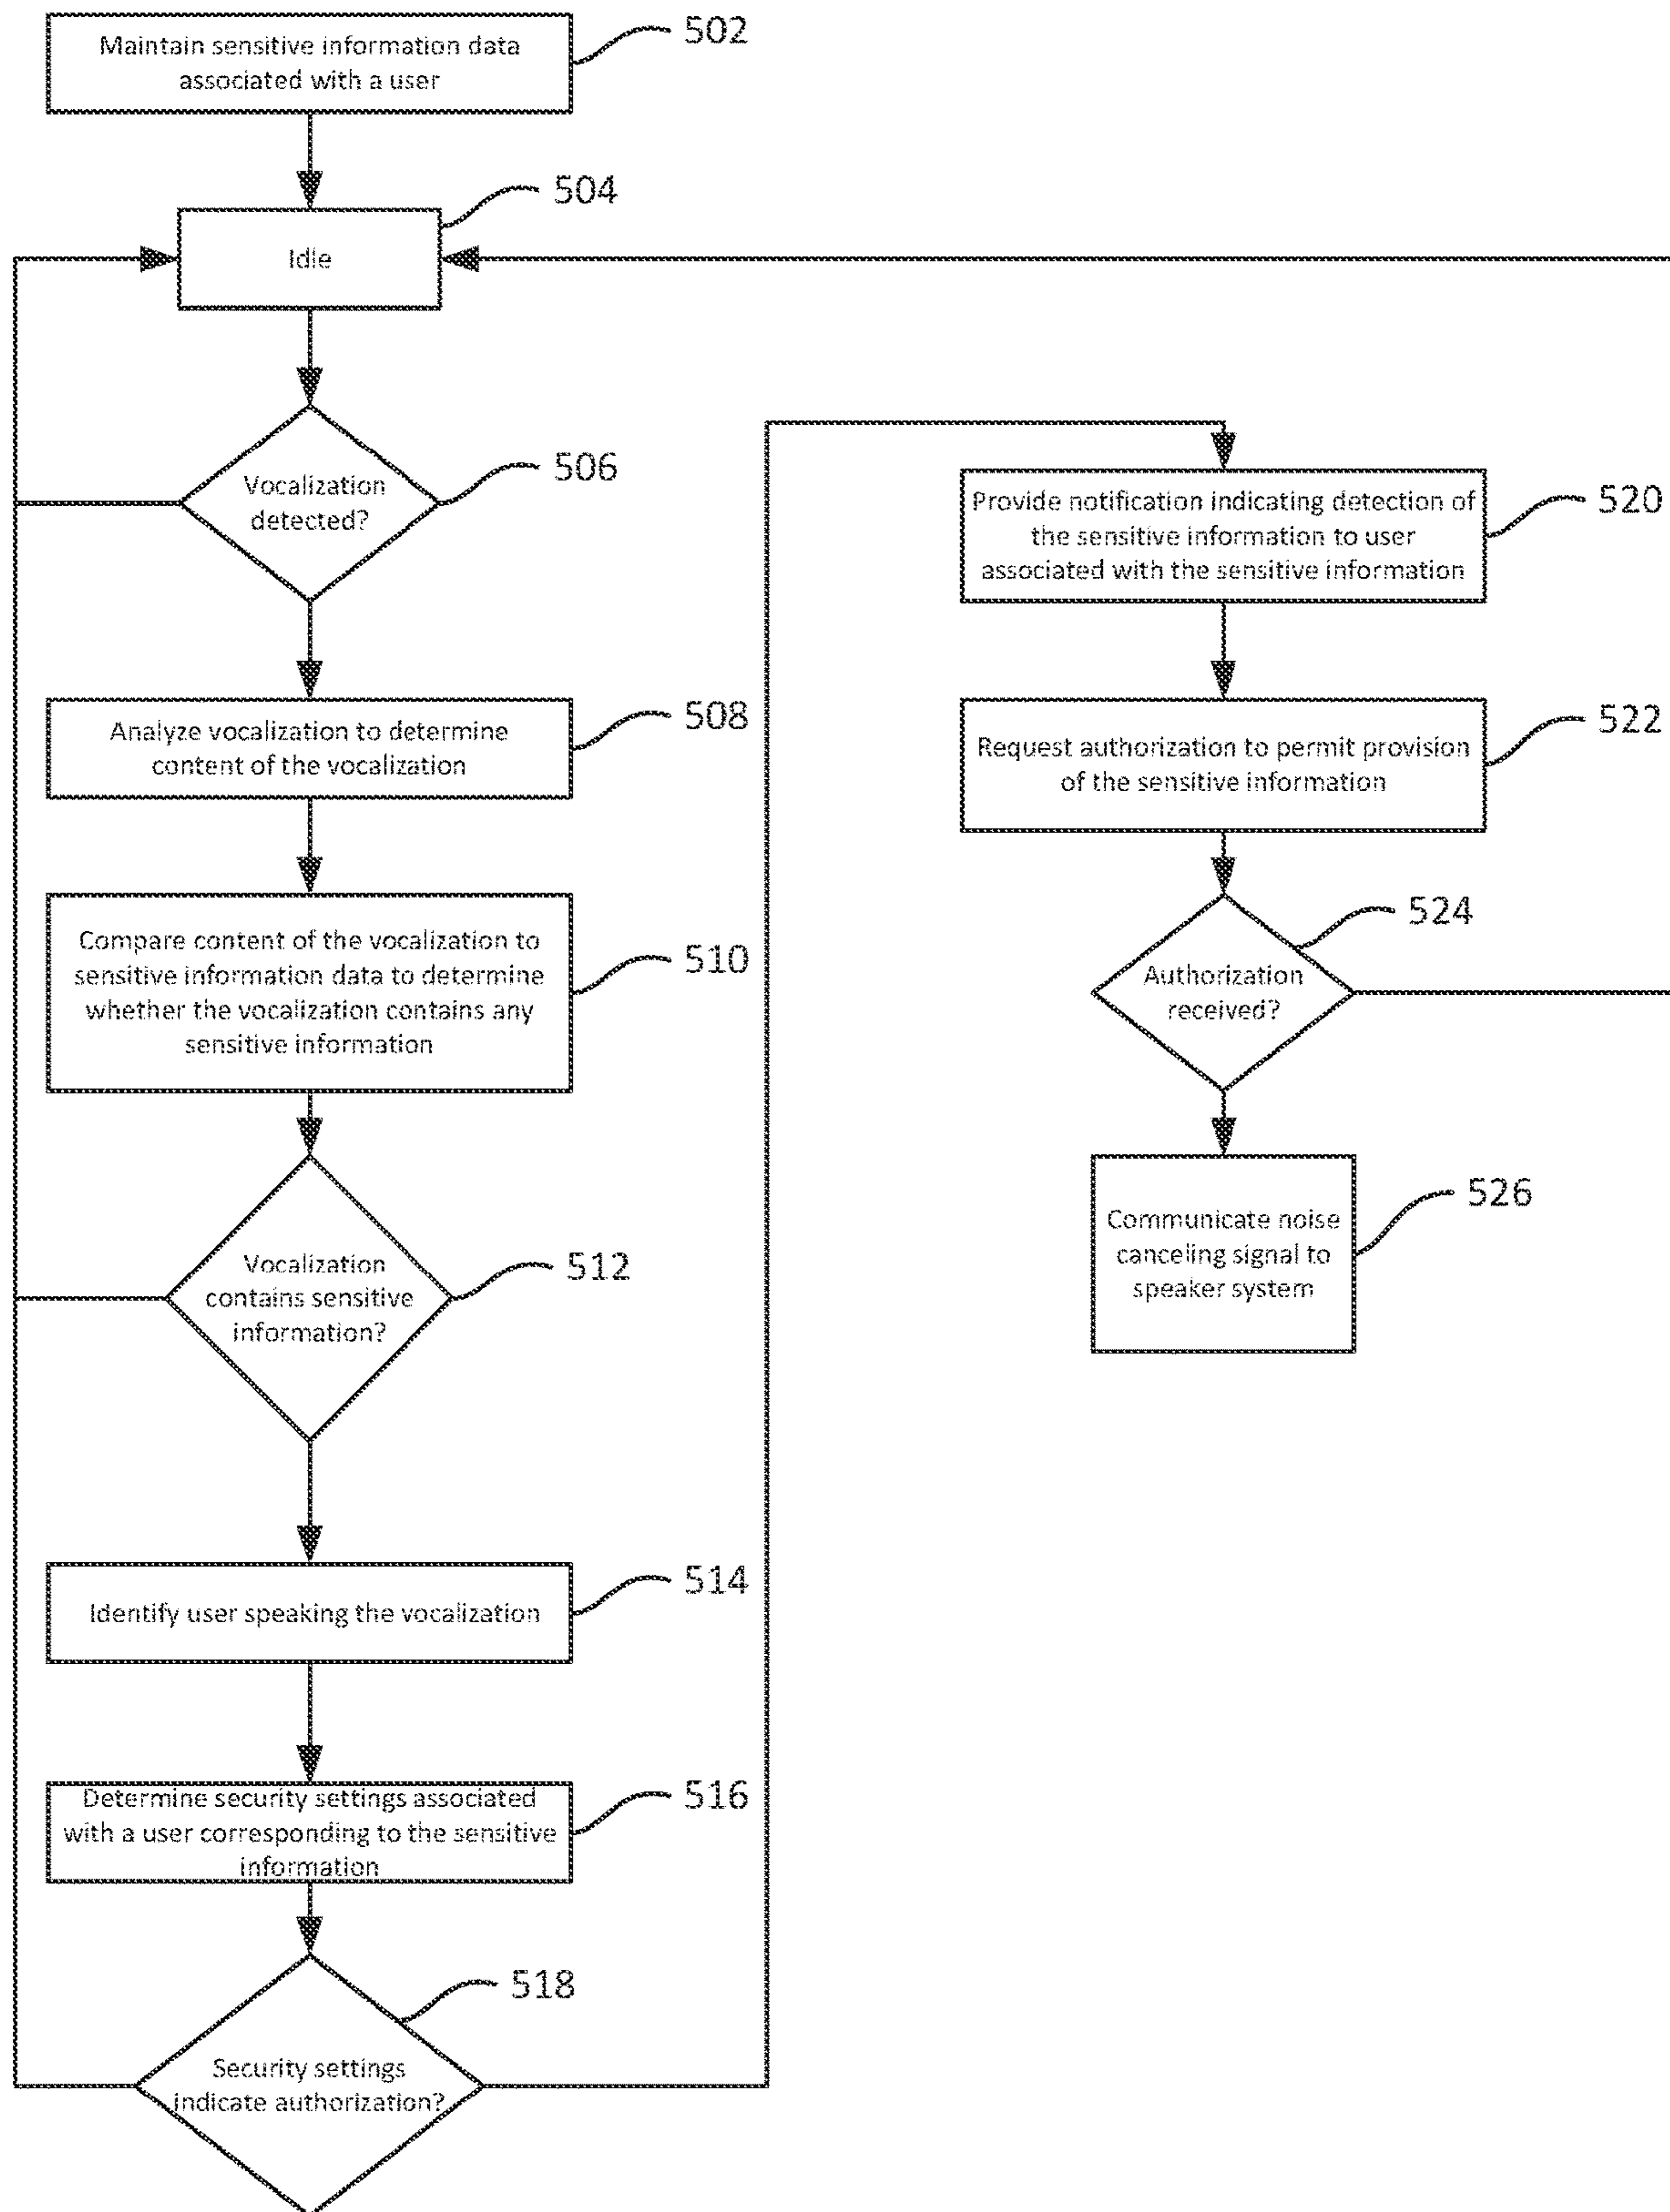 Maintain sensitive information data
associated with a user
502
Idle
504
Vocalization
detected?
506
Analyze vocalization to determine
content of the vocalization
508
Compare content of the vocalization to
sensitive information data to determine
whether the vocalization contains any
sensitive information
510
Vocalization
contains sensitive
information?
512
Identify user speaking the vocalization
514
Determine security settings associated
with a user corresponding to the sensitive
information
516
Security settings
indicate authorization?
518
Provide notification indicating detection of
the sensitive information to user
associated with the sensitive information
520
Request authorization to permit provision
of the sensitive information
522
Authorization
received?
524
Communicate noise
canceling signal to
speaker system
526